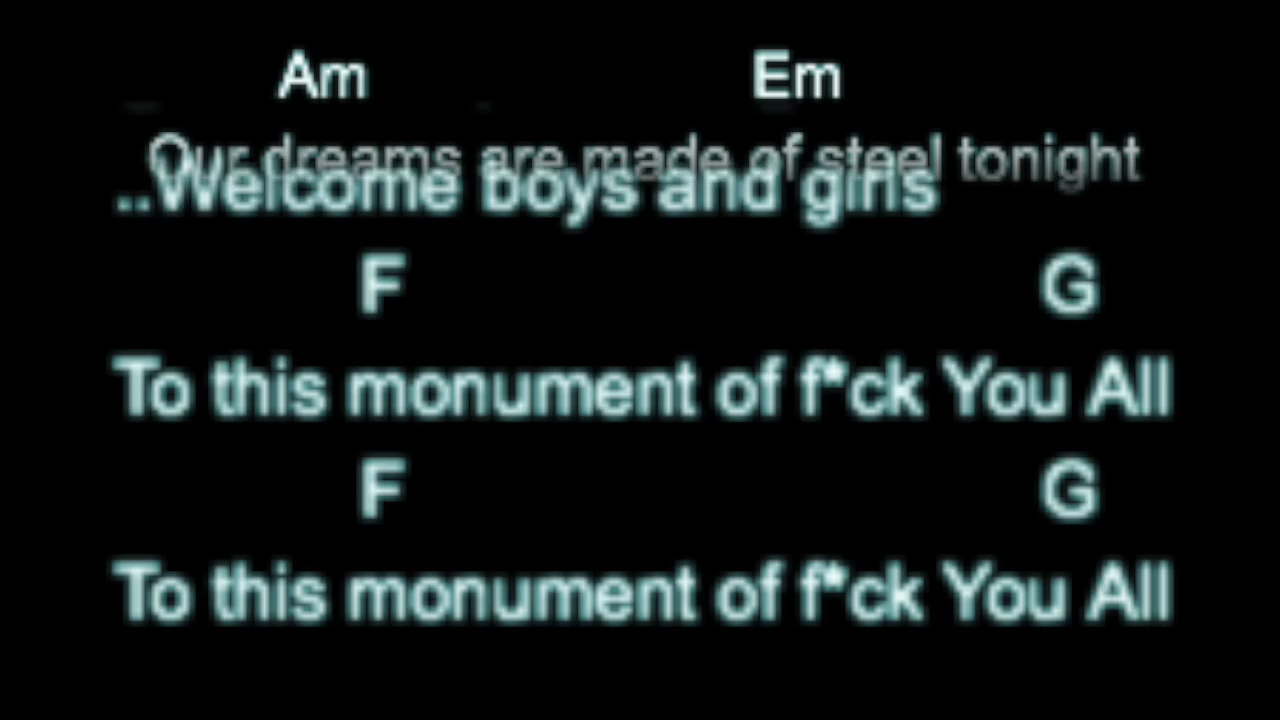 Am Em
Our dreams are made of steel tonight
..Welcome boys and girls
F G
To this monument of f*ck You All
F G
To this monument of f*ck You All